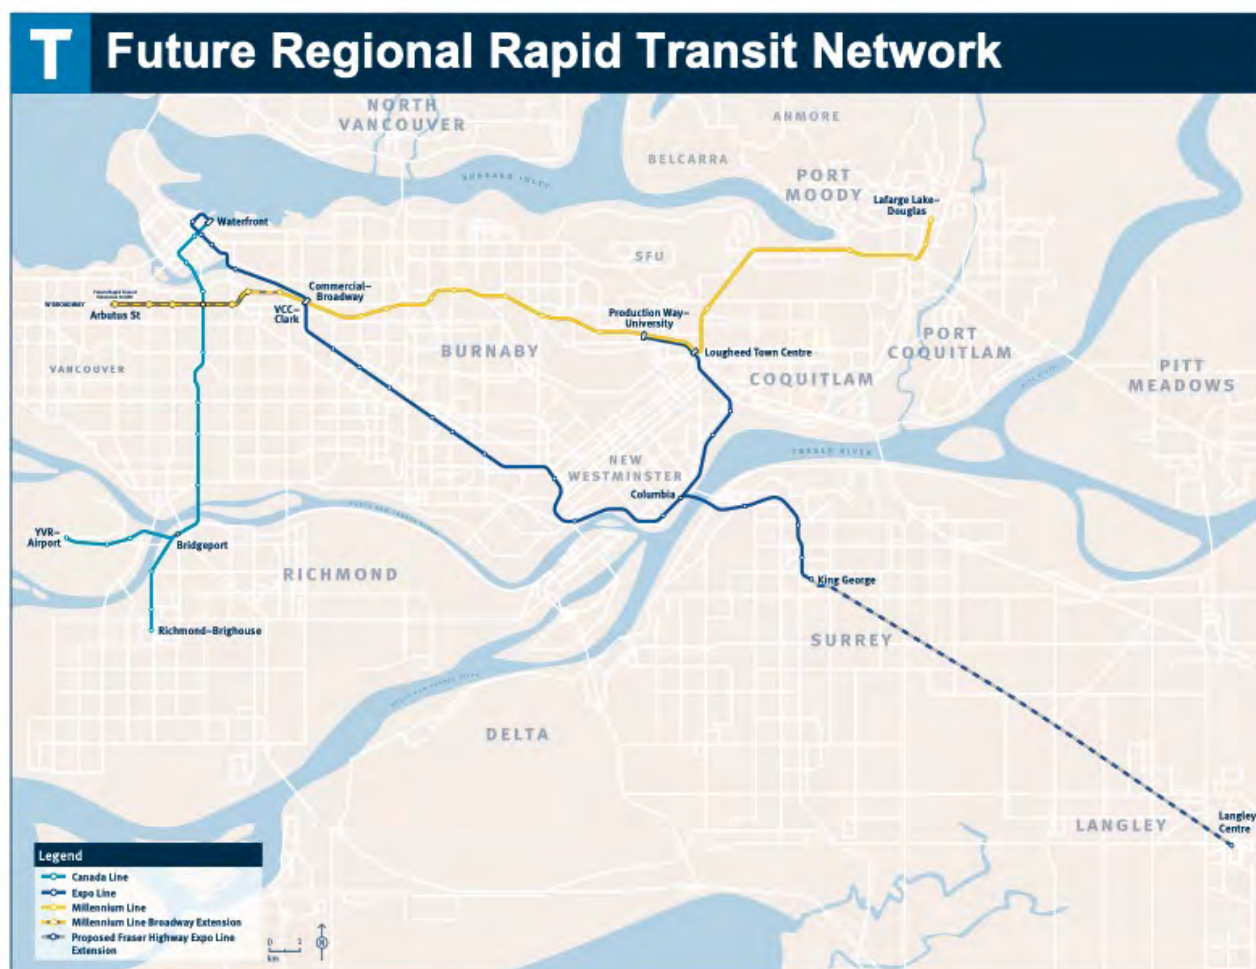 T Future Regional Rapid Transit Network
NORTH
VANCOUVER
ANMORE
BURRARD INLET
BELCARRA
PORT
MOODY
Lafarge Lake–
Douglas
Waterfront
SFU
Commercial–
Broadway
W BROADWAY
Arbutus St
VCC–
Clark
Production Way–
University
Lougheed Town Centre
BURNABY
PORT
COQUITLAM
VANCOUVER
COQUITLAM
PITT
MEADOWS
FRASER RIVER
NEW
WESTMINSTER
Columbia
YVR–
Airport
Bridgeport
RICHMOND
King George
Richmond–Brighouse
SURREY
DELTA
LANGLEY
Langley
Centre
Legend
Canada Line
Expo Line
Millennium Line
Millennium Line Broadway Extension
Proposed Fraser Highway Expo Line
Extension
0 1
km
N